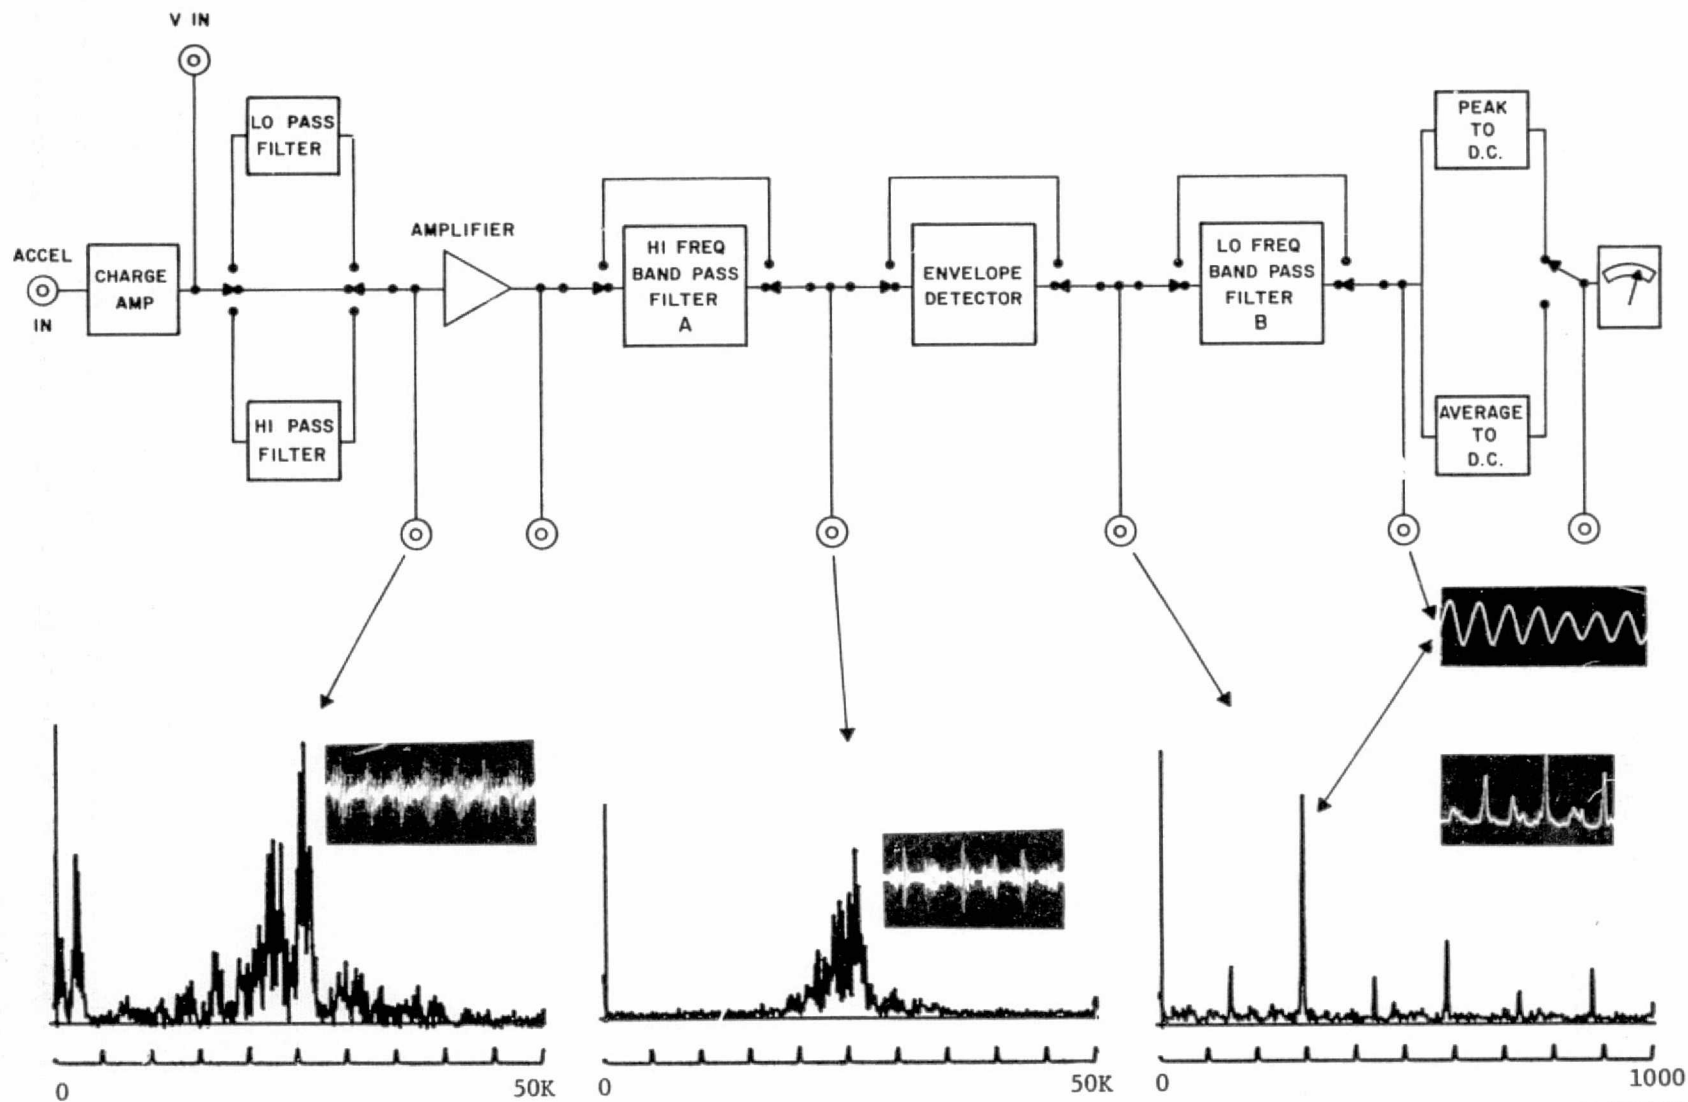 V IN
LO PASS
FILTER
ACCEL
IN
CHARGE
AMP
HI PASS
FILTER
AMPLIFIER
HI FREQ
BAND PASS
FILTER
A
ENVELOPE
DETECTOR
LO FREQ
BAND PASS
FILTER
B
PEAK
TO
D.C.
AVERAGE
TO
D.C.
0
50K
0
50K
0
1000